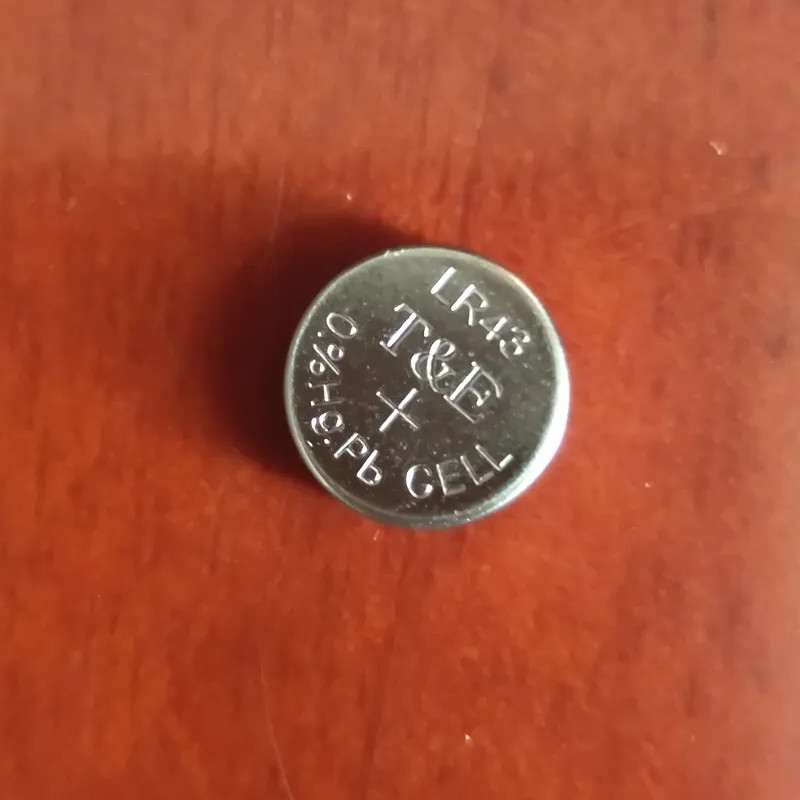 LR43
T&E
+
0.%Hg.Pb CELL